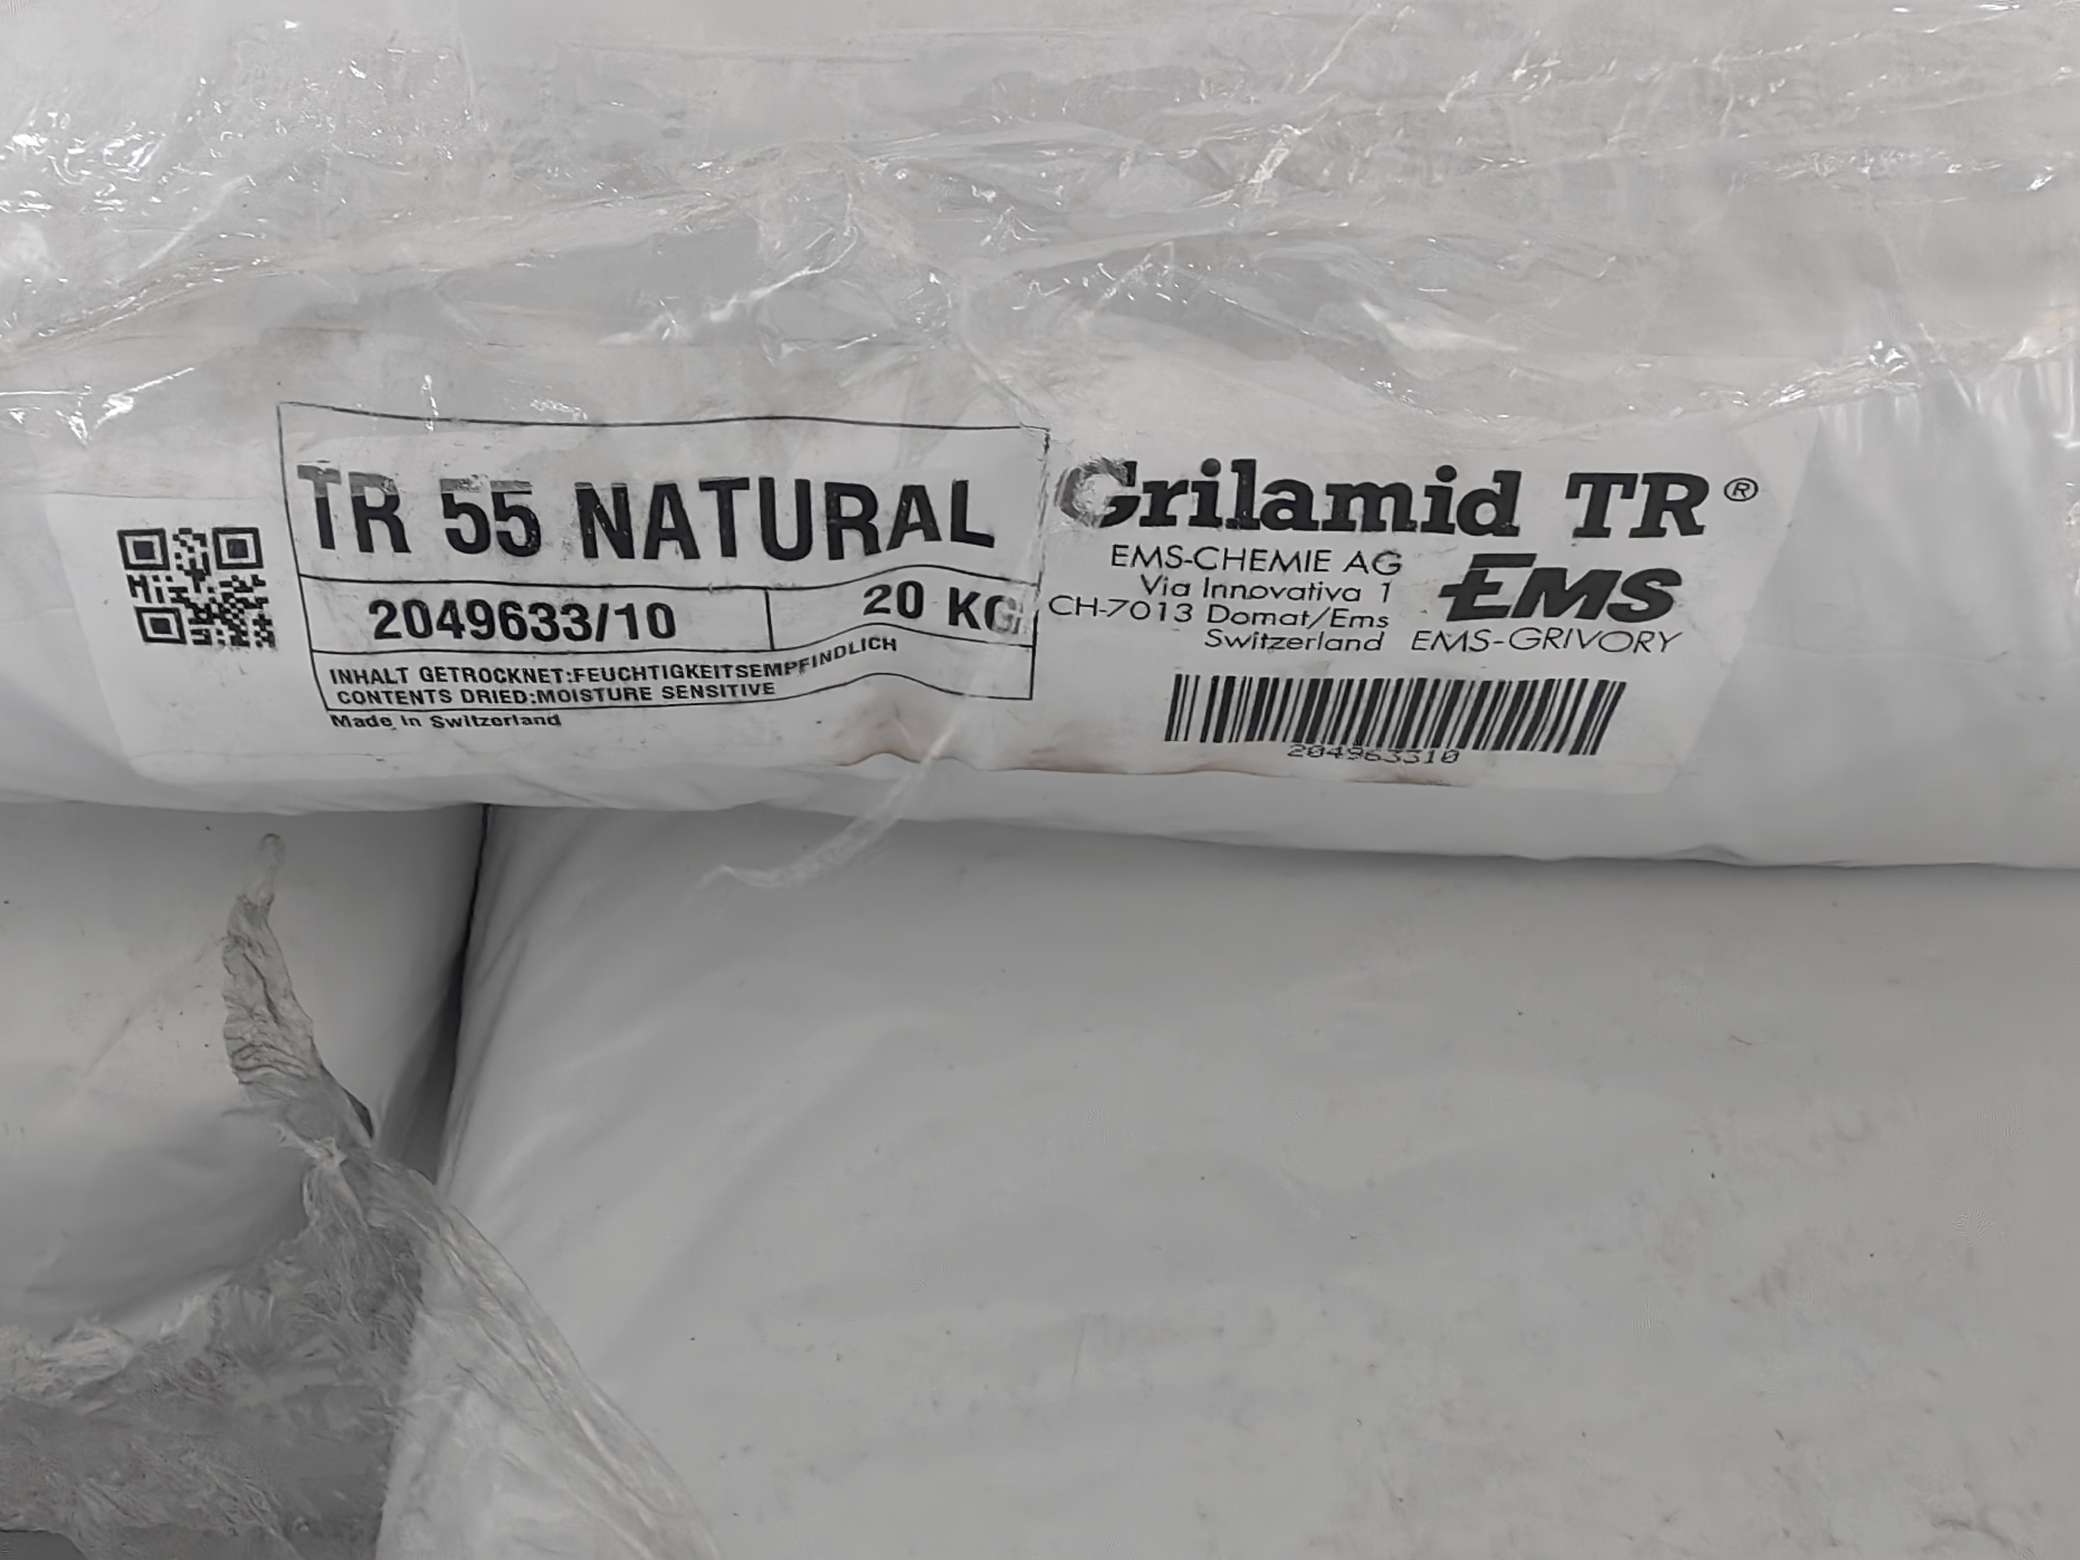 TR 55 NATURAL
2049633/10
20 KG
INHALT GETROCKNET:FEUCHTIGKEITSEMPFINDLICH
CONTENTS DRIED:MOISTURE SENSITIVE
Made in Switzerland
Grilamid TR®
EMS-CHEMIE AG
Via Innovativa 1
CH-7013 Domat/Ems
Switzerland
EMS
EMS-GRIVORY
204963310